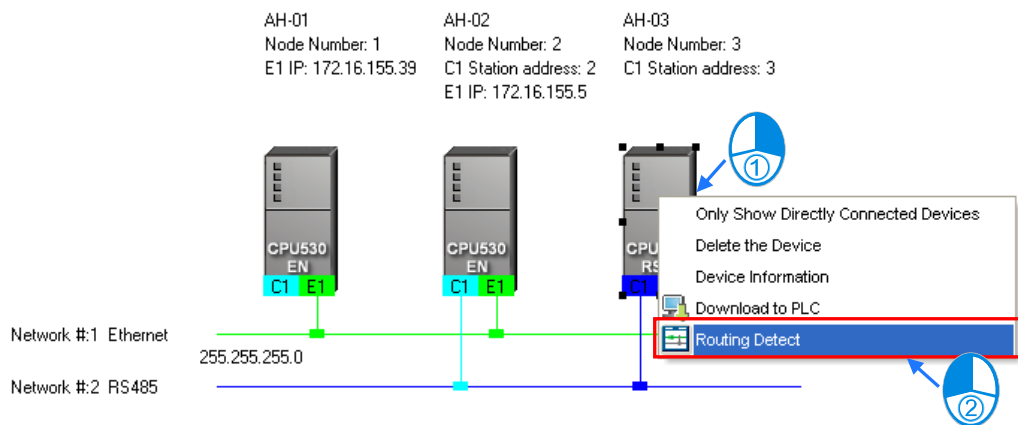 AH-01
Node Number: 1
E1 IP: 172.16.155.39
AH-02
Node Number: 2
C1 Station address: 2
E1 IP: 172.16.155.5
AH-03
Node Number: 3
C1 Station address: 3
CPU530
EN
C1 E1
CPU530
EN
C1 E1
CPU
RS
C1
①
Only Show Directly Connected Devices
Delete the Device
Device Information
Download to PLC
Routing Detect
②
Network #:1 Ethernet
255.255.255.0
Network #:2 RS485